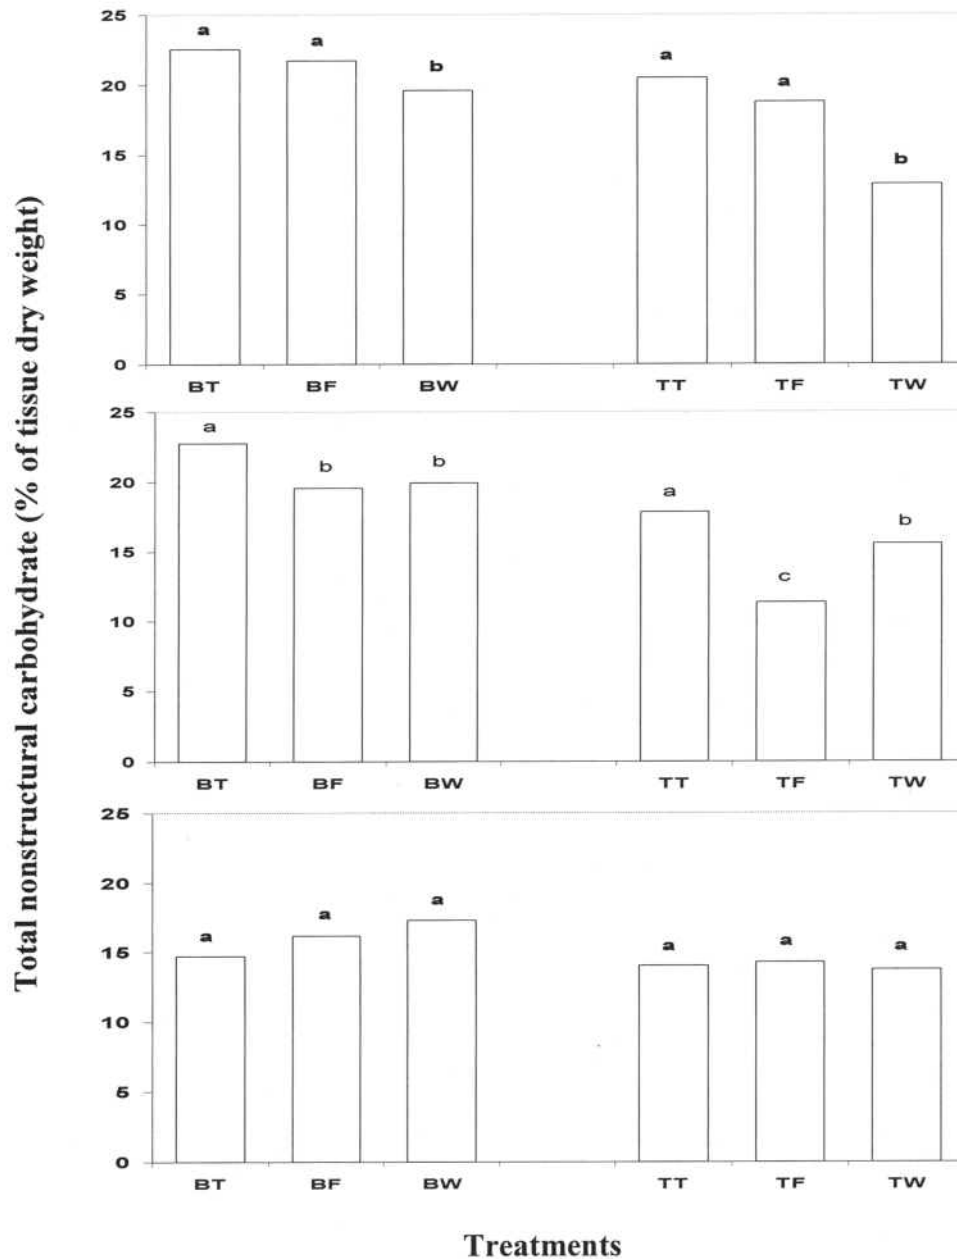 Total nonstructural carbohydrate (% of tissue dry weight)
25
20
15
10
5
0
a a b a a b
BT BF BW TT TF TW
25
20
15
10
5
0
a b b a c b
BT BF BW TT TF TW
25
20
15
10
5
0
a a a a a a
BT BF BW TT TF TW
Treatments